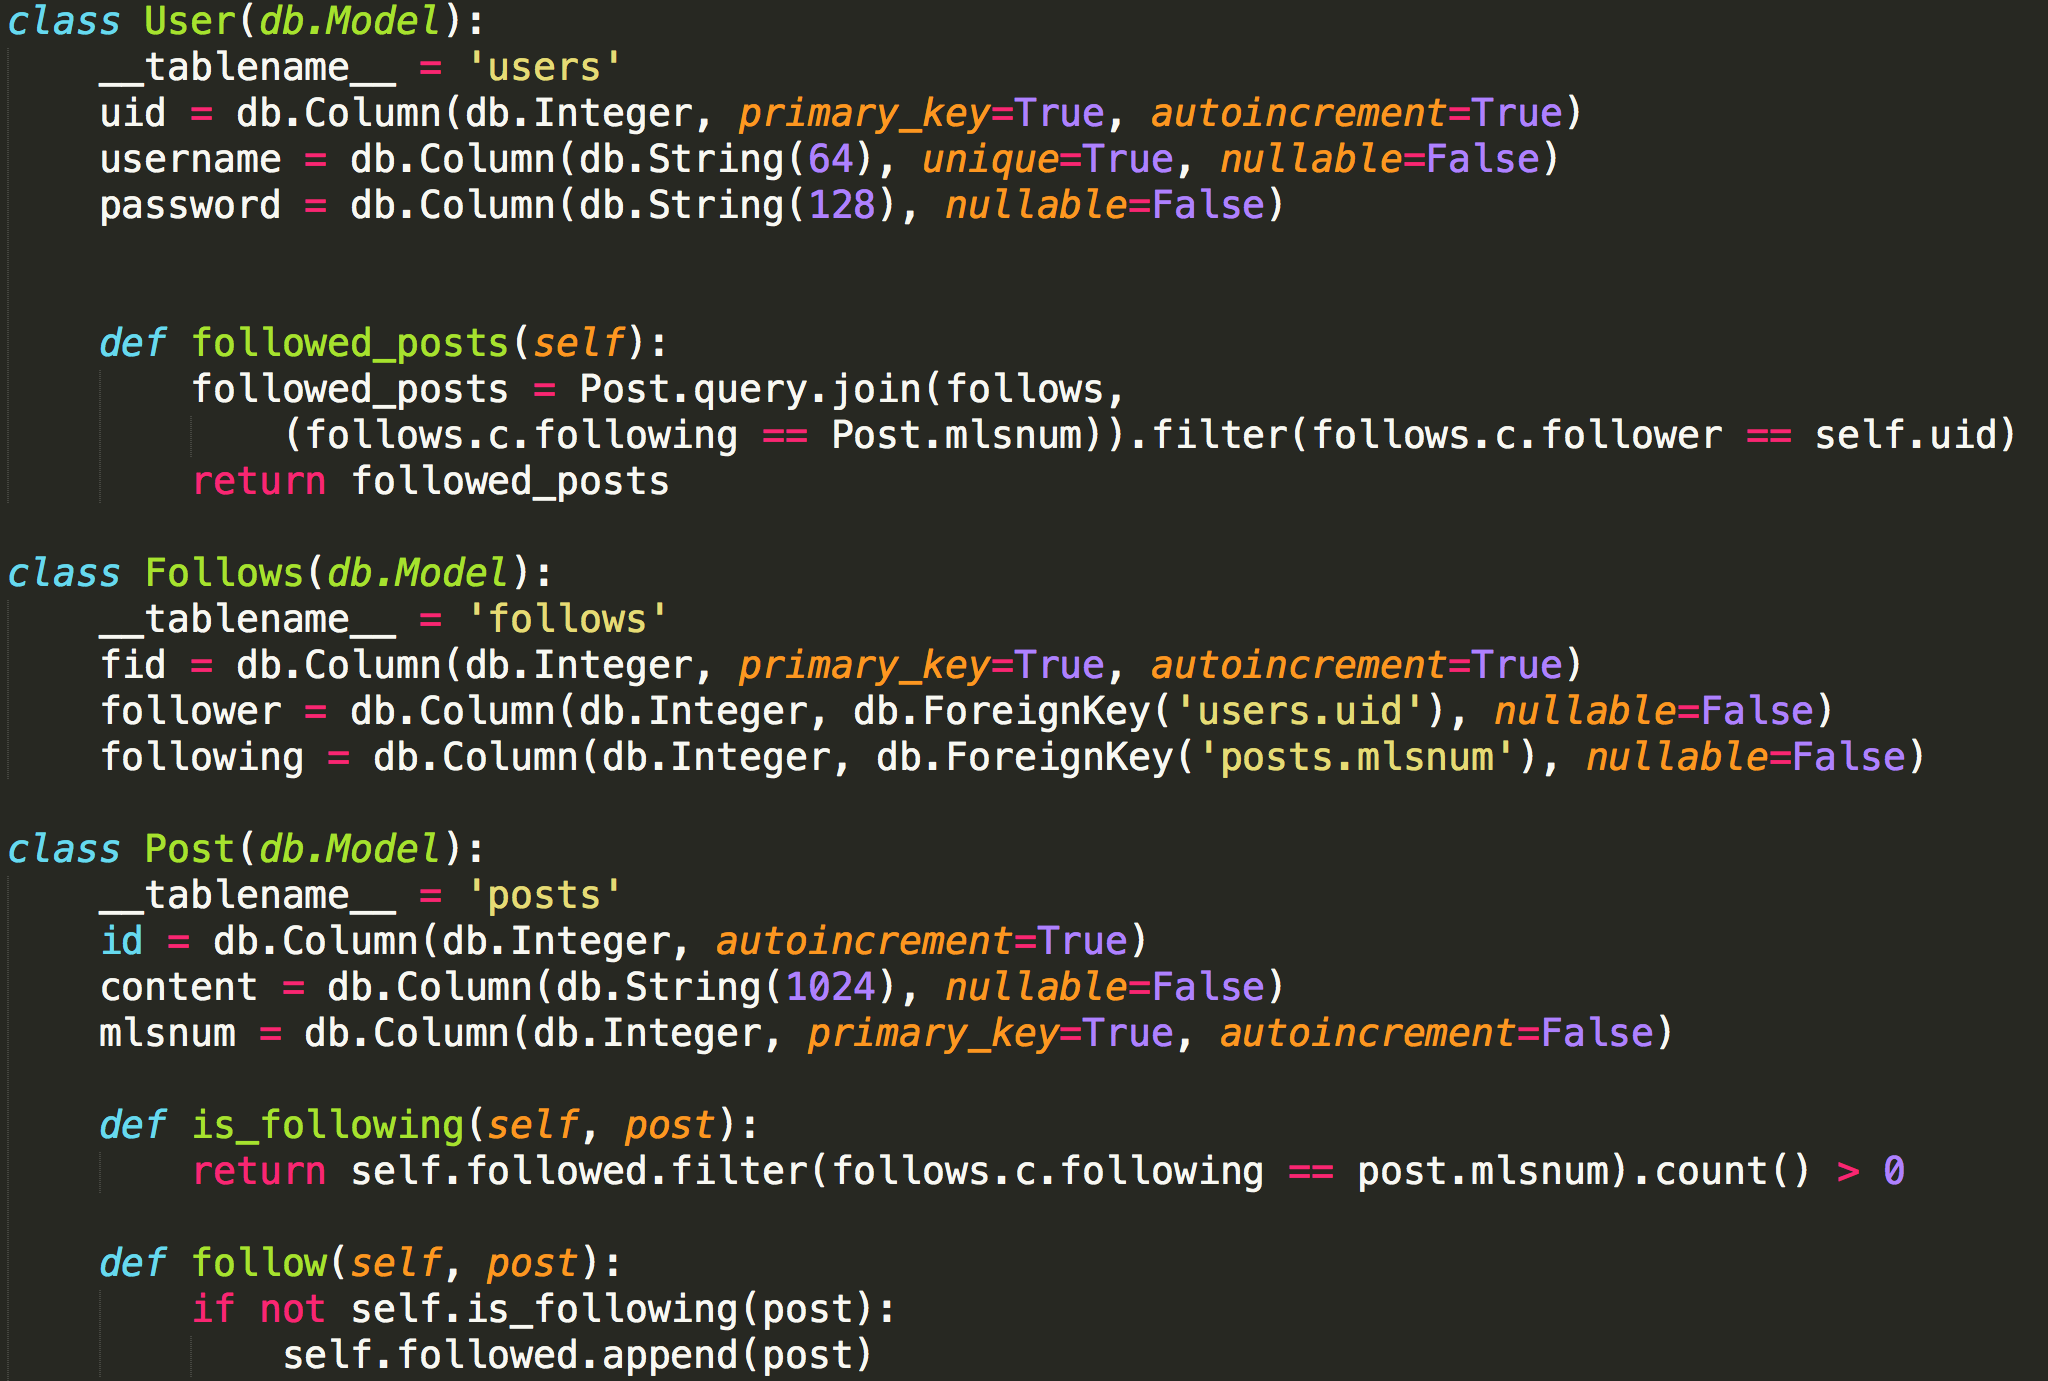 class User(db.Model):
    __tablename__ = 'users'
    uid = db.Column(db.Integer, primary_key=True, autoincrement=True)
    username = db.Column(db.String(64), unique=True, nullable=False)
    password = db.Column(db.String(128), nullable=False)
    def followed_posts(self):
        followed_posts = Post.query.join(follows,
            (follows.c.following == Post.mlsnum)).filter(follows.c.follower == self.uid)
        return followed_posts
class Follows(db.Model):
    __tablename__ = 'follows'
    fid = db.Column(db.Integer, primary_key=True, autoincrement=True)
    follower = db.Column(db.Integer, db.ForeignKey('users.uid'), nullable=False)
    following = db.Column(db.Integer, db.ForeignKey('posts.mlsnum'), nullable=False)
class Post(db.Model):
    __tablename__ = 'posts'
    id = db.Column(db.Integer, autoincrement=True)
    content = db.Column(db.String(1024), nullable=False)
    mlsnum = db.Column(db.Integer, primary_key=True, autoincrement=False)
    def is_following(self, post):
        return self.followed.filter(follows.c.following == post.mlsnum).count() > 0
    def follow(self, post):
        if not self.is_following(post):
            self.followed.append(post)